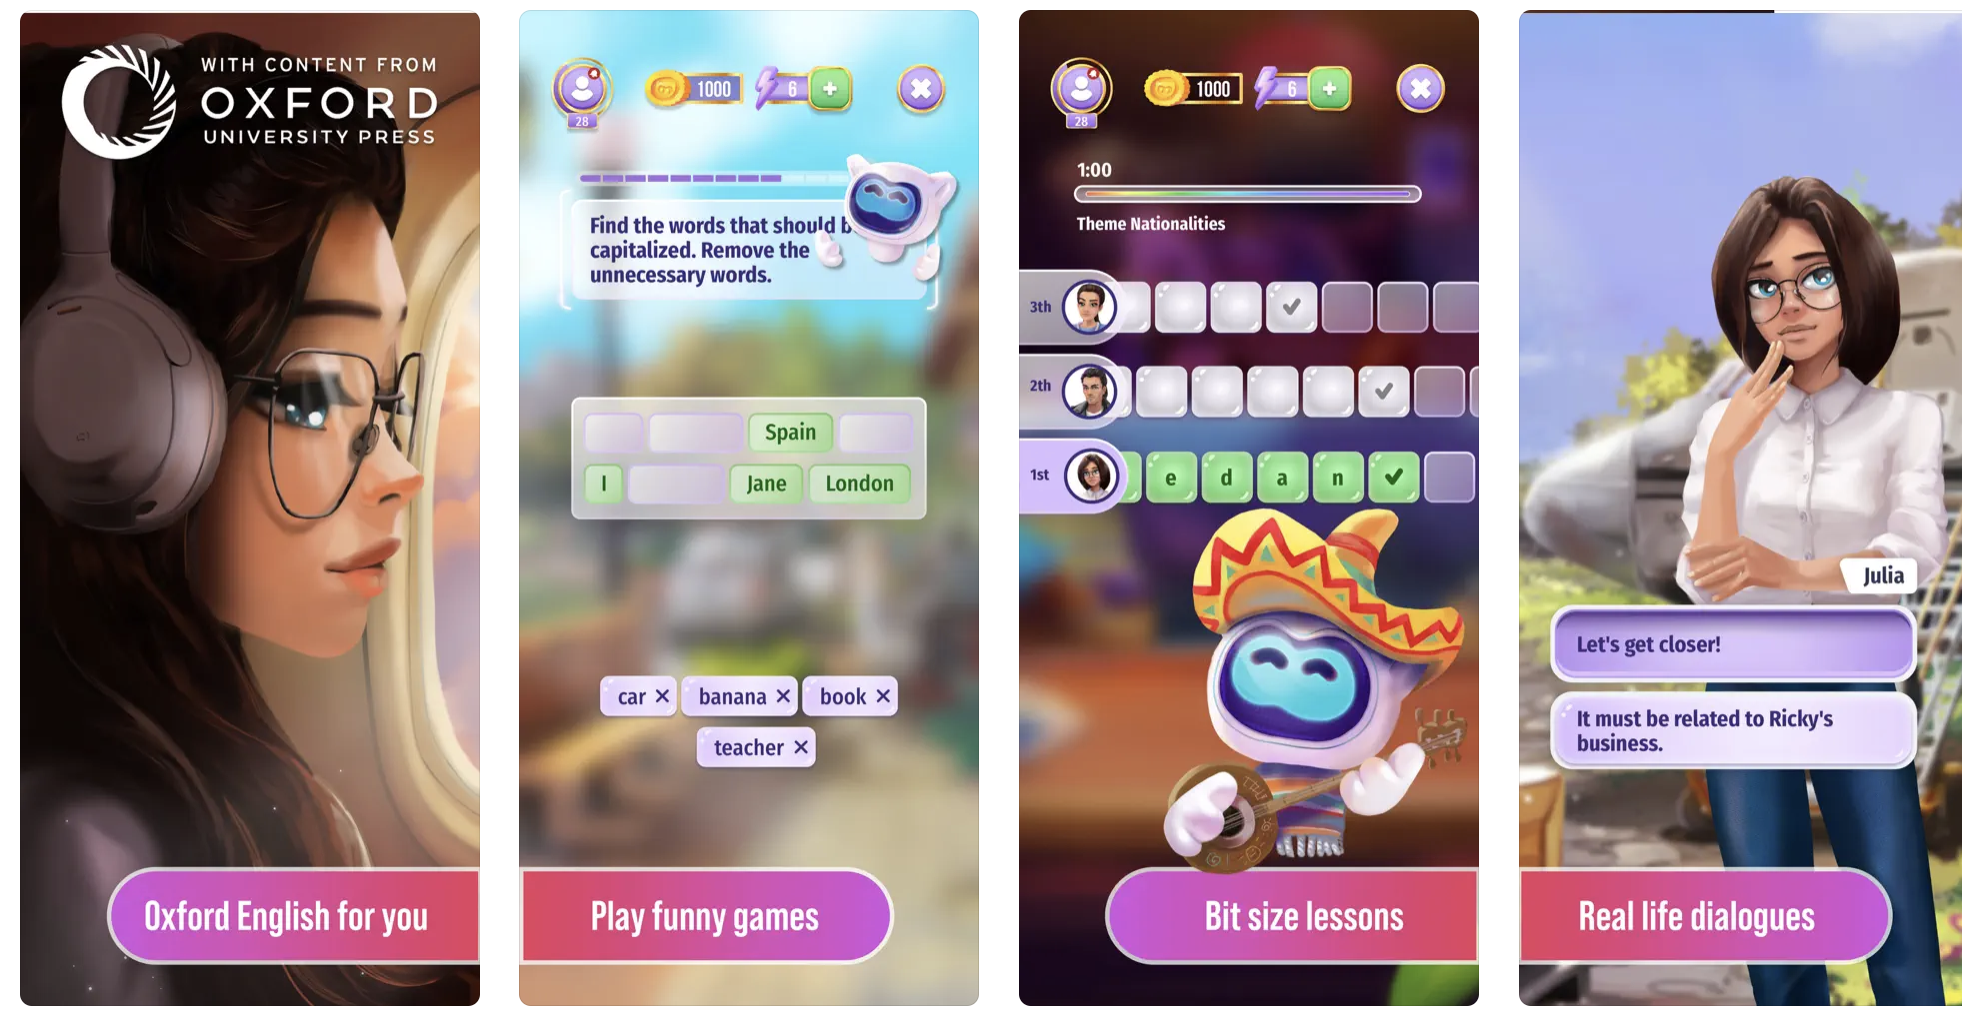 WITH CONTENT FROM
OXFORD
UNIVERSITY PRESS
Oxford English for you
1000
6
28
Find the words that should b
capitalized. Remove the
unnecessary words.
Spain
I
Jane
London
car
banana
book
teacher
Play funny games
1000
6
28
1:00
Theme Nationalities
3th
2th
1st
e d a n
Bit size lessons
Julia
Let's get closer!
It must be related to Ricky's
business.
Real life dialogues